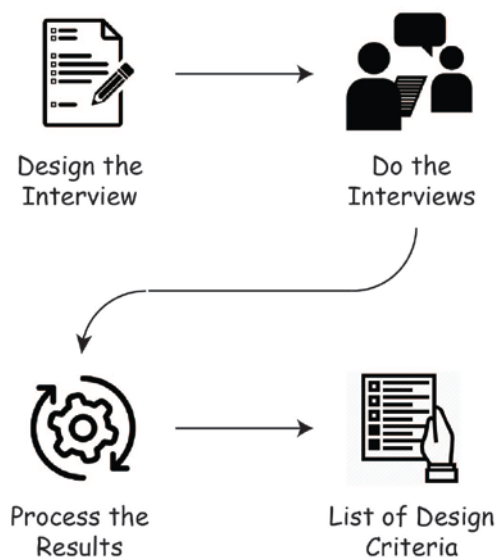 Design the
Interview
Do the
Interviews
Process the
Results
List of Design
Criteria